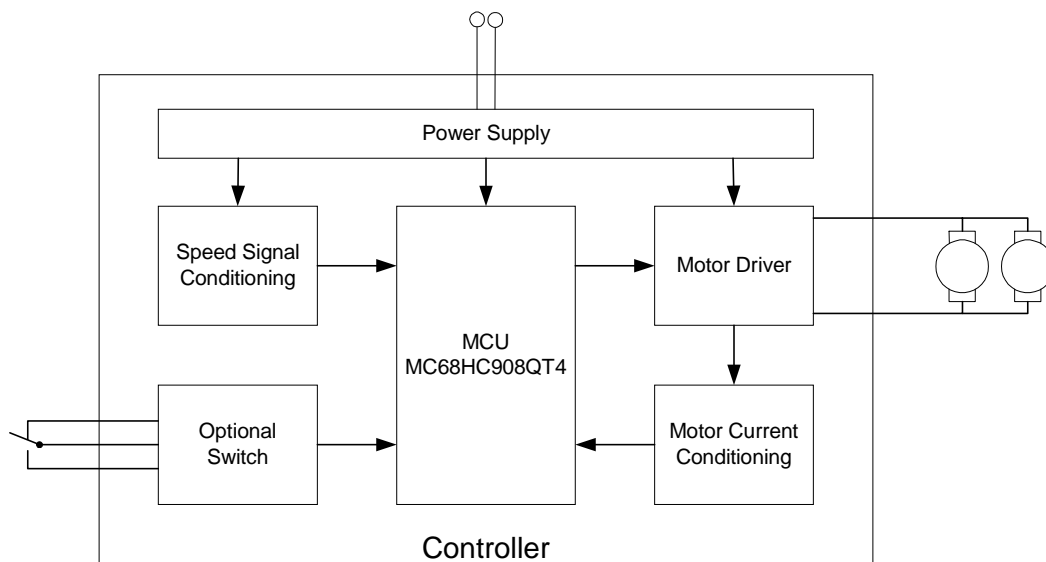 Power Supply
Speed Signal
Conditioning
Motor Driver
MCU
MC68HC908QT4
Optional
Switch
Motor Current
Conditioning
Controller